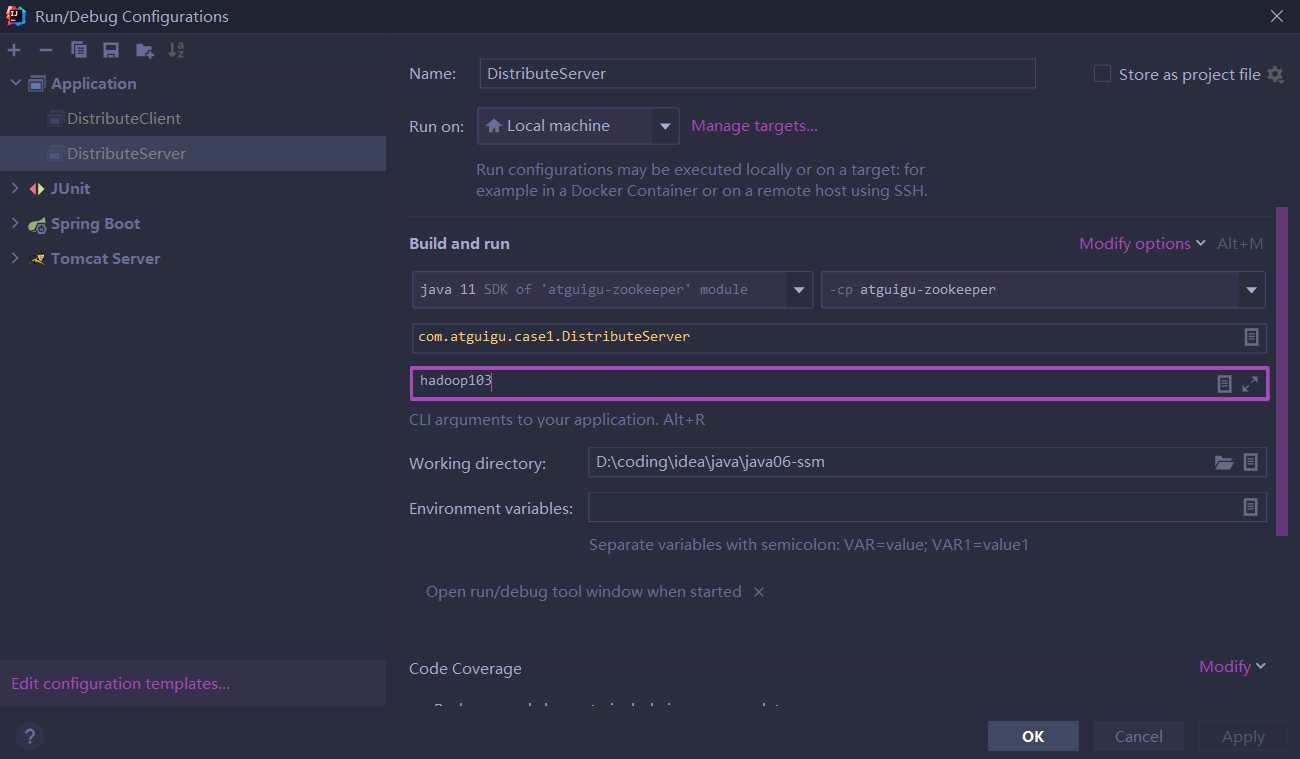 Run/Debug Configurations
Application
DistributeClient
DistributeServer
JUnit
Spring Boot
Tomcat Server
Edit configuration templates...
Name: DistributeServer
Store as project file
Run on: Local machine Manage targets...
Run configurations may be executed locally or on a target: for
example in a Docker Container or on a remote host using SSH.
Build and run Modify options Alt+M
java 11 SDK of 'atguigu-zookeeper' module -cp atguigu-zookeeper
com.atguigu.case1.DistributeServer
hadoop103
CLI arguments to your application. Alt+R
Working directory: D:\coding\idea\java\java06-ssm
Environment variables:
Separate variables with semicolon: VAR=value; VAR1=value1
Open run/debug tool window when started ×
Code Coverage Modify
? OK Cancel Apply